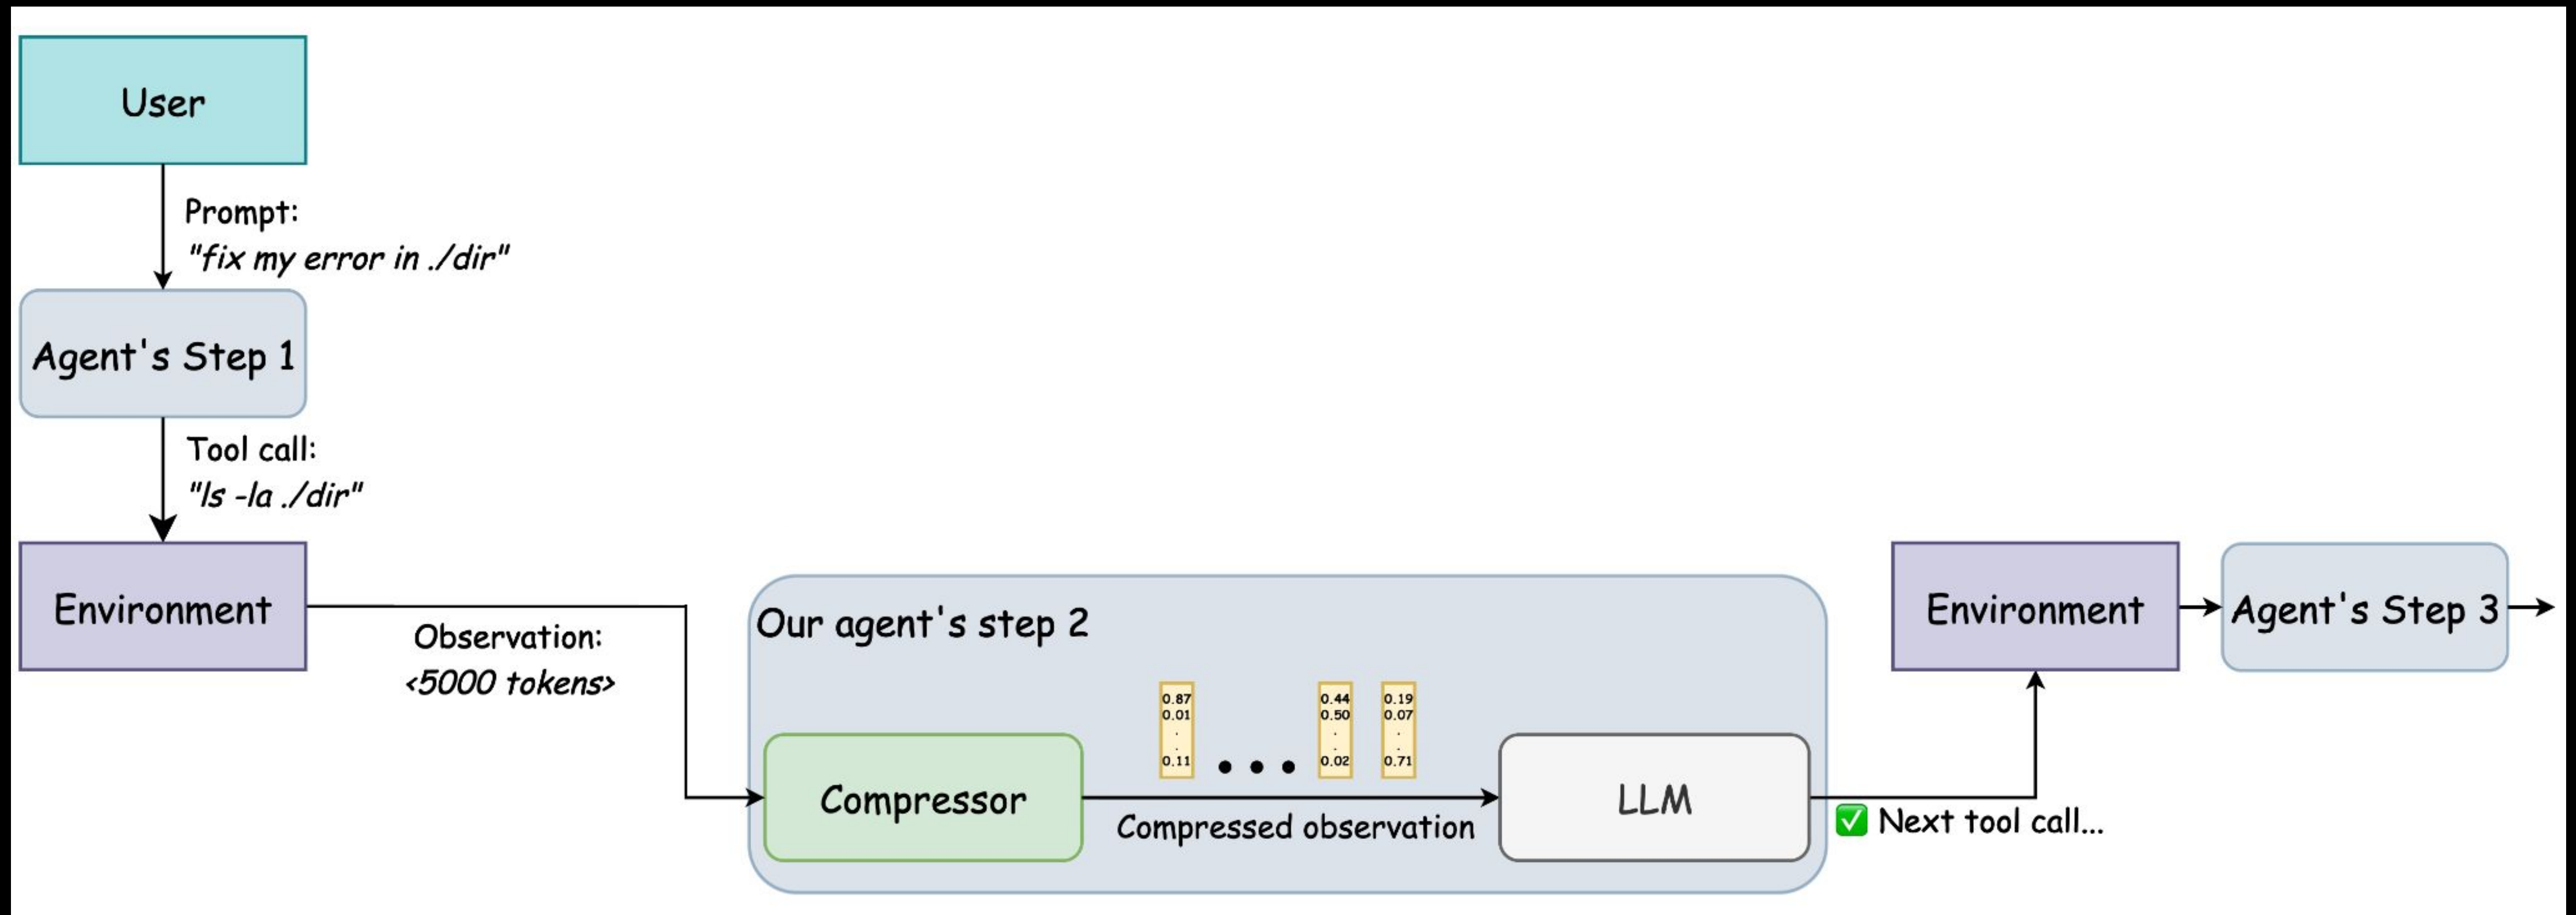 User
Prompt:
"fix my error in ./dir"
Agent's Step 1
Tool call:
"ls -la ./dir"
Environment
Observation:
<5000 tokens>
Our agent's step 2
Compressor
0.87
0.01
.
.
0.11
...
0.44
0.50
.
.
0.02
0.19
0.07
.
.
0.71
Compressed observation
LLM
✅ Next tool call...
Environment
Agent's Step 3